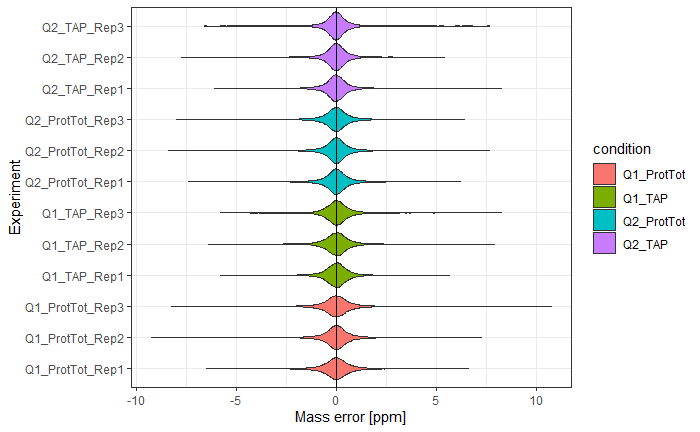 Q2_TAP_Rep3
Q2_TAP_Rep2
Q2_TAP_Rep1
Q2_ProtTot_Rep3
Q2_ProtTot_Rep2
Q2_ProtTot_Rep1
Q1_TAP_Rep3
Q1_TAP_Rep2
Q1_TAP_Rep1
Q1_ProtTot_Rep3
Q1_ProtTot_Rep2
Q1_ProtTot_Rep1
Experiment
-10 -5 0 5 10
Mass error [ppm]
condition
Q1_ProtTot
Q1_TAP
Q2_ProtTot
Q2_TAP